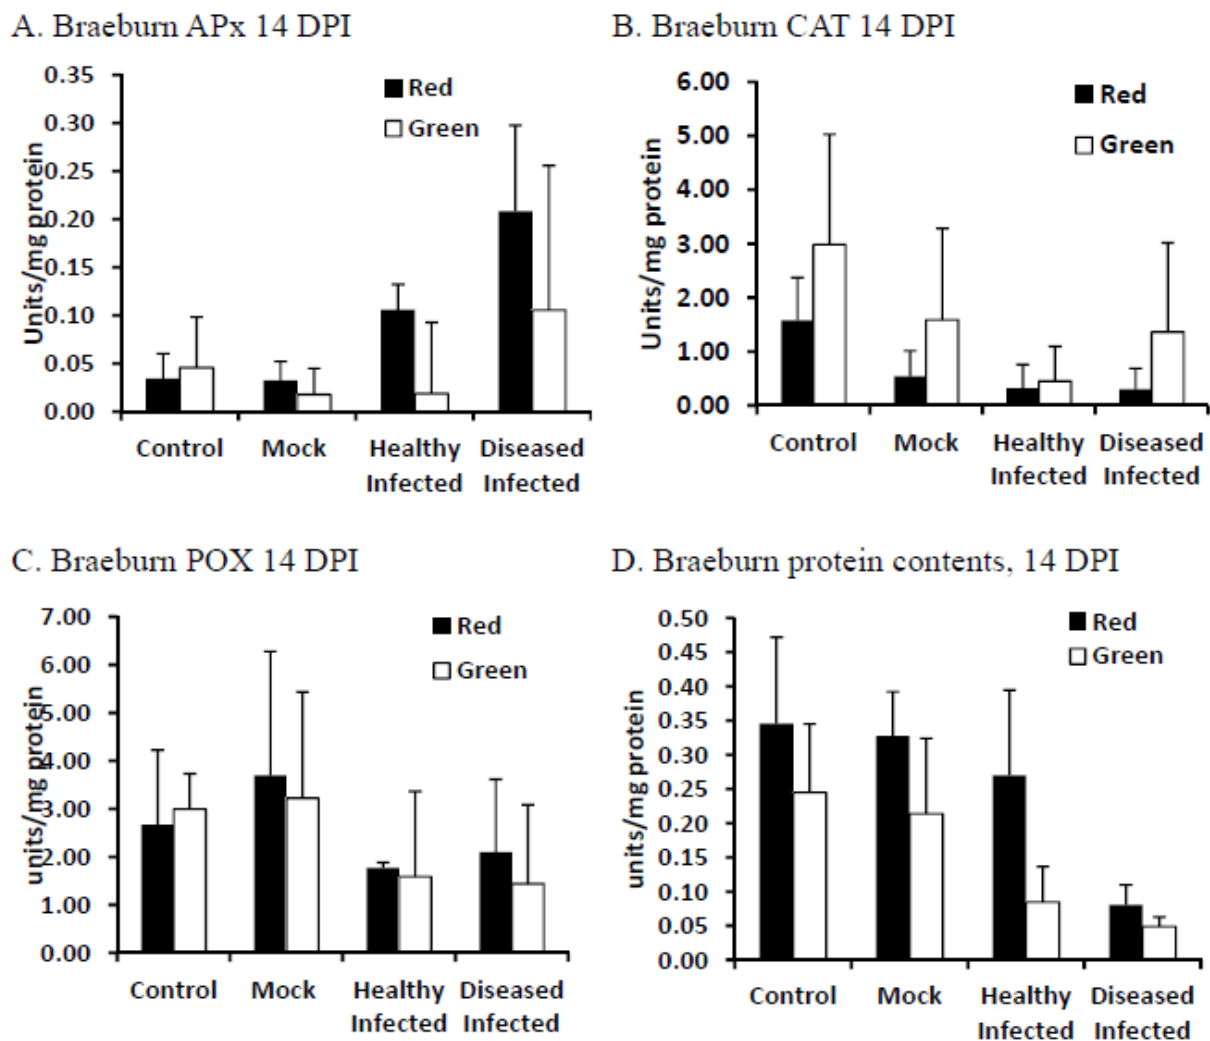 A. Braeburn APx 14 DPI
Units/mg protein
0.35
0.30
0.25
0.20
0.15
0.10
0.05
0.00
Red
Green
Control
Mock
Healthy
Infected
Diseased
Infected
B. Braeburn CAT 14 DPI
Units/mg protein
6.00
5.00
4.00
3.00
2.00
1.00
0.00
Red
Green
Control
Mock
Healthy
Infected
Diseased
Infected
C. Braeburn POX 14 DPI
units/mg protein
7.00
6.00
5.00
4.00
3.00
2.00
1.00
0.00
Red
Green
Control
Mock
Healthy
Infected
Diseased
Infected
D. Braeburn protein contents, 14 DPI
units/mg protein
0.50
0.45
0.40
0.35
0.30
0.25
0.20
0.15
0.10
0.05
0.00
Red
Green
Control
Mock
Healthy
Infected
Diseased
Infected